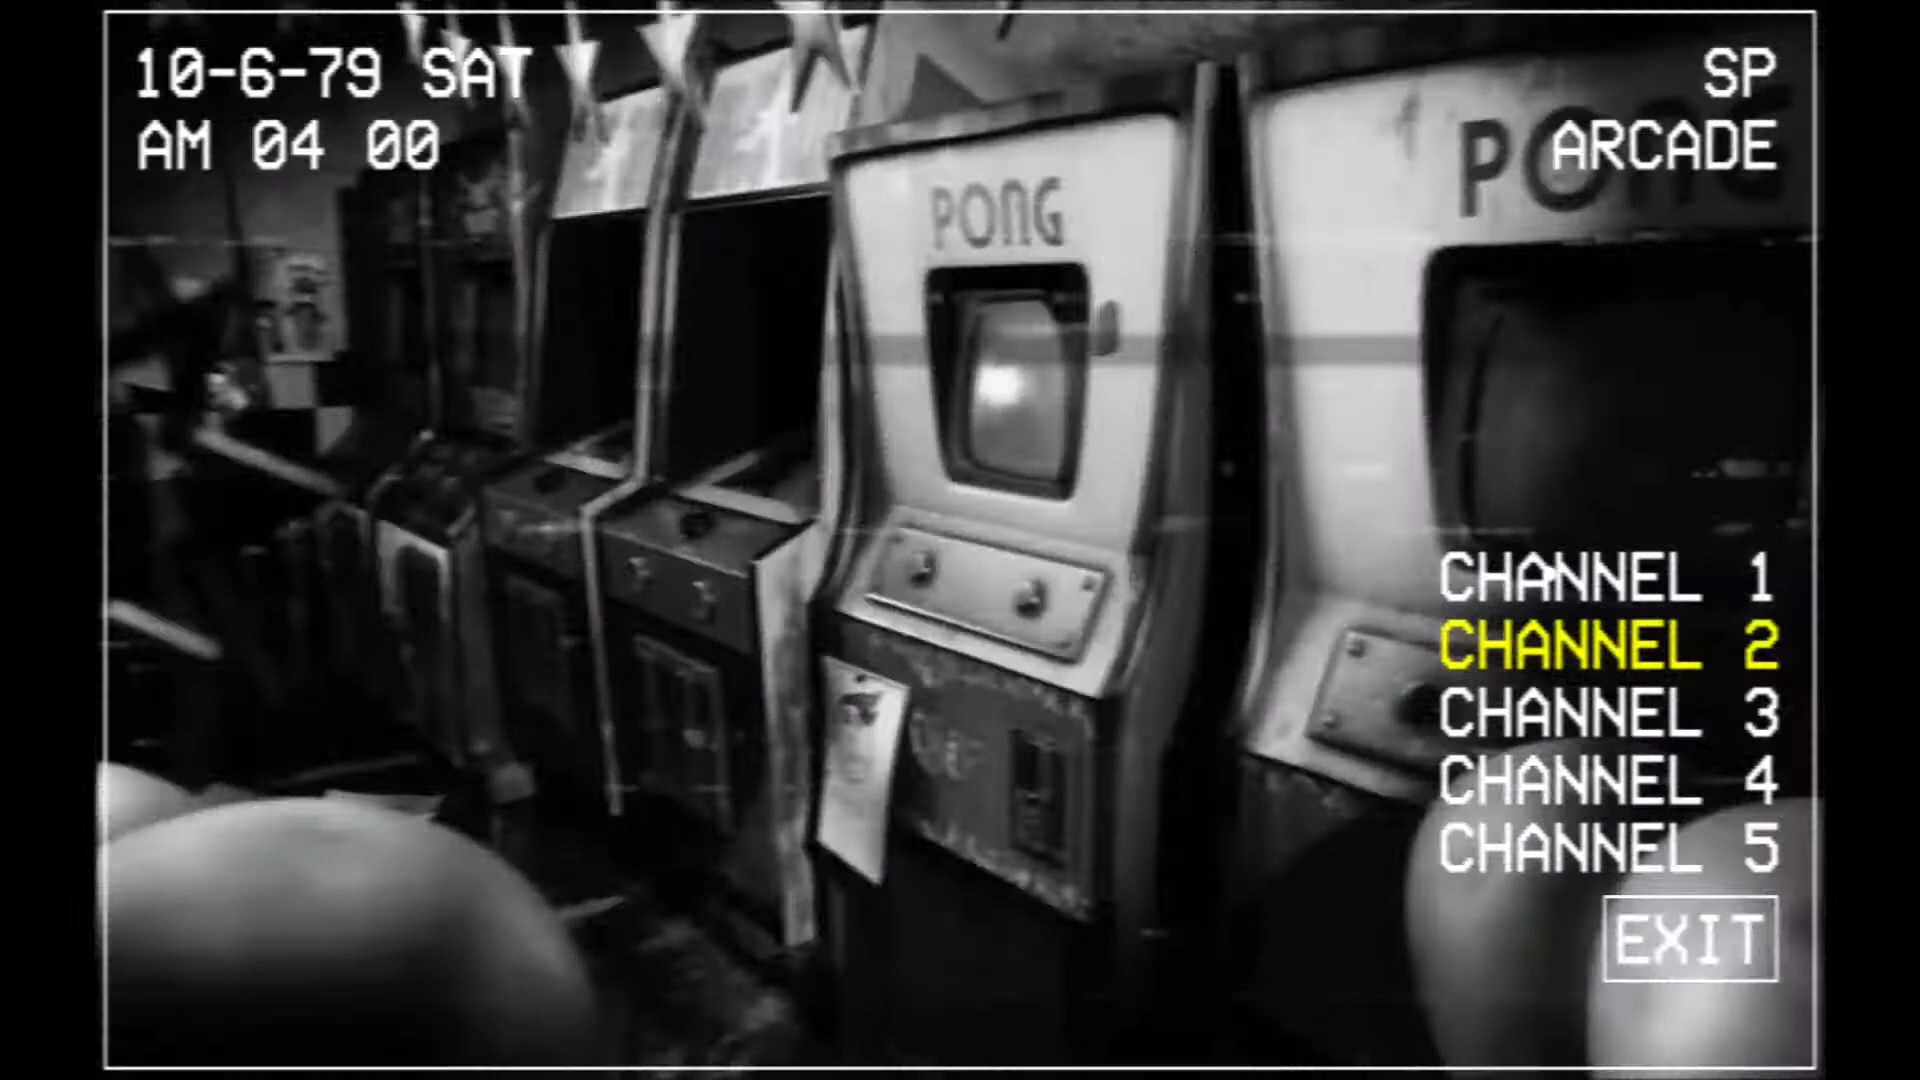 10-6-79 SAT
AM 04 00
SP
ARCADE
PONG
PONG
CHANNEL 1
CHANNEL 2
CHANNEL 3
CHANNEL 4
CHANNEL 5
EXIT